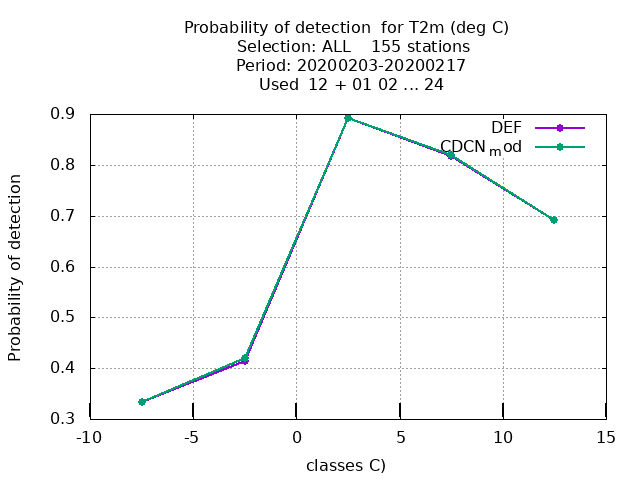 Probability of detection  for T2m (deg C)
Selection: ALL    155 stations
Period: 20200203-20200217
Used  12 + 01 02 ... 24
DEF
CDCN_mod
0.9
0.8
0.7
0.6
0.5
0.4
0.3
Probability of detection
-10 -5 0 5 10 15
classes C)